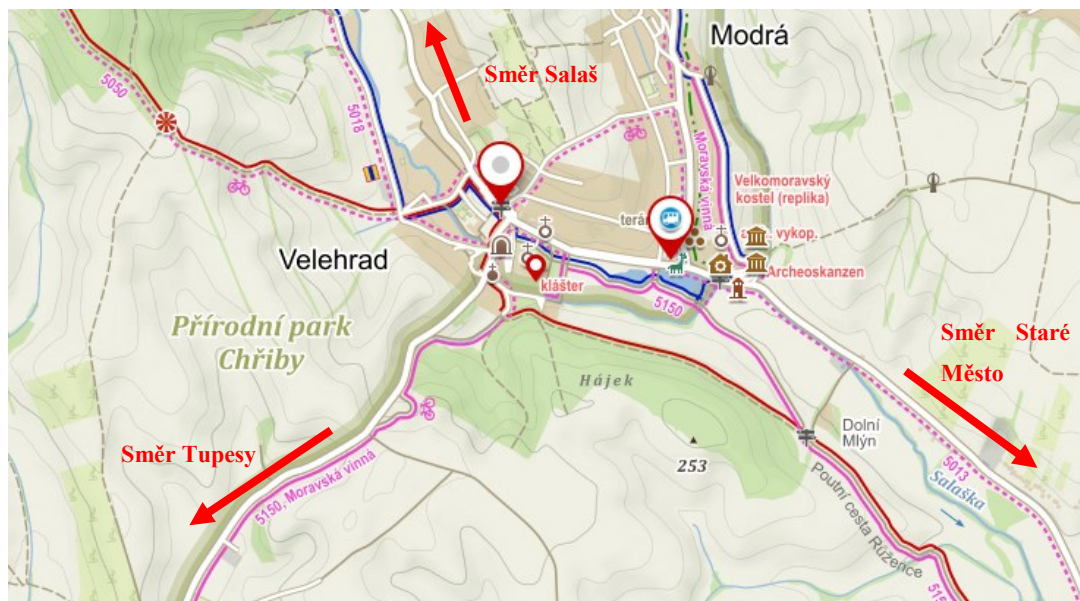 Modrá
Směr Salaš
5050
5018
Moravská vinná
Velkomoravský
kostel (replika)
vykop.
Archeoskanzen
Velehrad
klášter
5150
Přírodní park
Chřiby
Směr Staré
Město
Hájek
253
Dolní
Mlýn
Směr Tupesy
5150, Moravská vinná
5013
Salaška
Poutní cesta Růžence